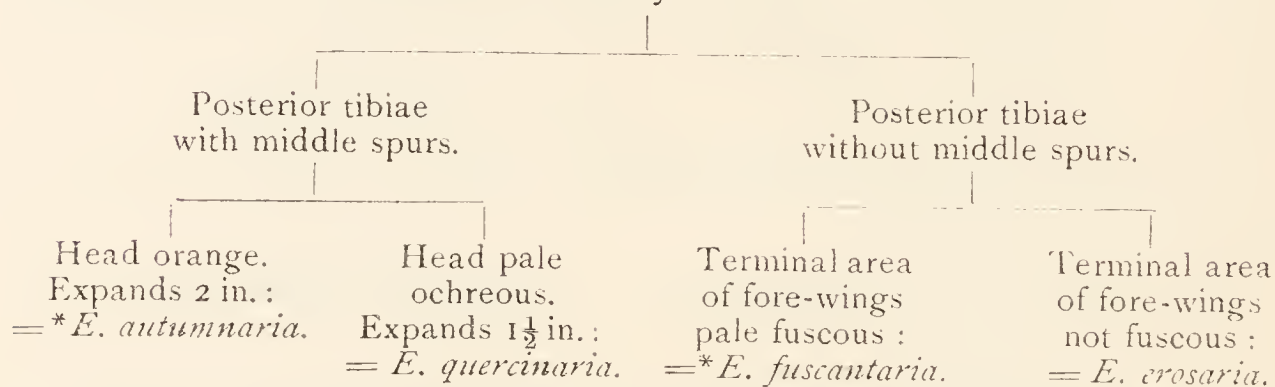 Posterior tibiae
with middle spurs.
Posterior tibiae
without middle spurs.
Head orange.
Expands 2 in. :
= *E. autumnaria.
Head pale
ochreous.
Expands 1½ in. :
= E. quercinaria.
Terminal area
of fore-wings
pale fuscous :
=*E. fuscantaria.
Terminal area
of fore-wings
not fuscous :
= E. erosaria.